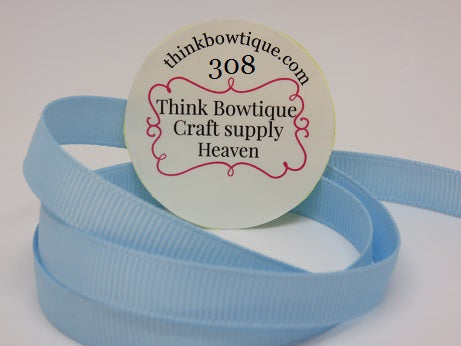 thinkbowtique.com
308
Think Bowtique
Craft supply
Heaven